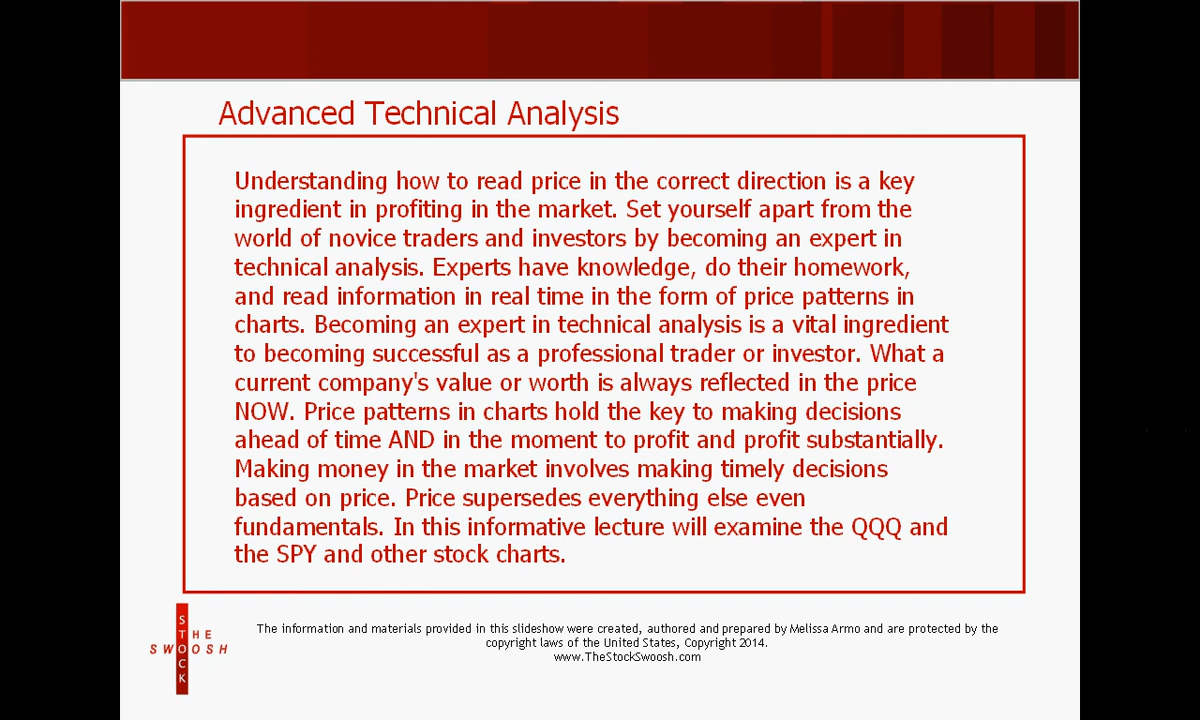 Advanced Technical Analysis
Understanding how to read price in the correct direction is a key
ingredient in profiting in the market. Set yourself apart from the
world of novice traders and investors by becoming an expert in
technical analysis. Experts have knowledge, do their homework,
and read information in real time in the form of price patterns in
charts. Becoming an expert in technical analysis is a vital ingredient
to becoming successful as a professional trader or investor. What a
current company's value or worth is always reflected in the price
NOW. Price patterns in charts hold the key to making decisions
ahead of time AND in the moment to profit and profit substantially.
Making money in the market involves making timely decisions
based on price. Price supersedes everything else even
fundamentals. In this informative lecture will examine the QQQ and
the SPY and other stock charts.
THE
STOCK
SWOOSH
The information and materials provided in this slideshow were created, authored and prepared by Melissa Armo and are protected by the
copyright laws of the United States, Copyright 2014.
www.TheStockSwoosh.com